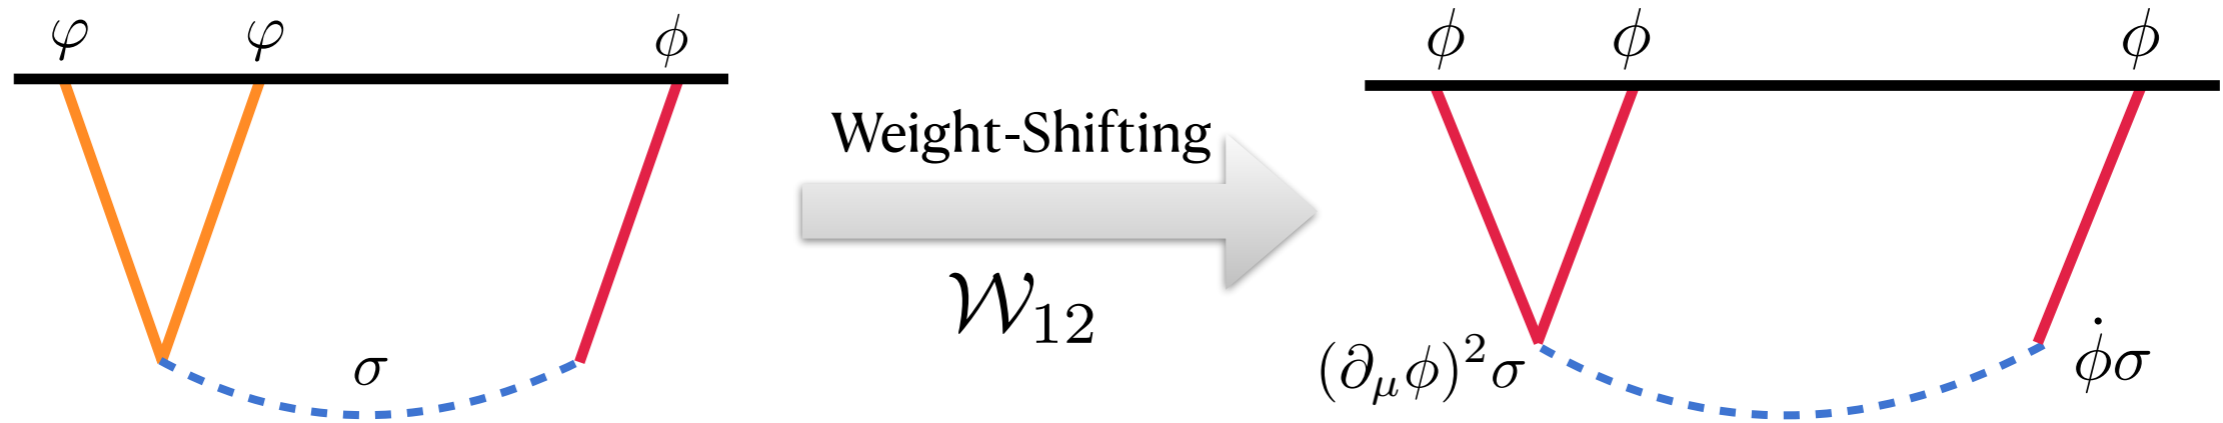 φ φ ϕ
σ
Weight-Shifting
𝒲₁₂
ϕ ϕ ϕ
(∂_μϕ)²σ
ϕ̇σ